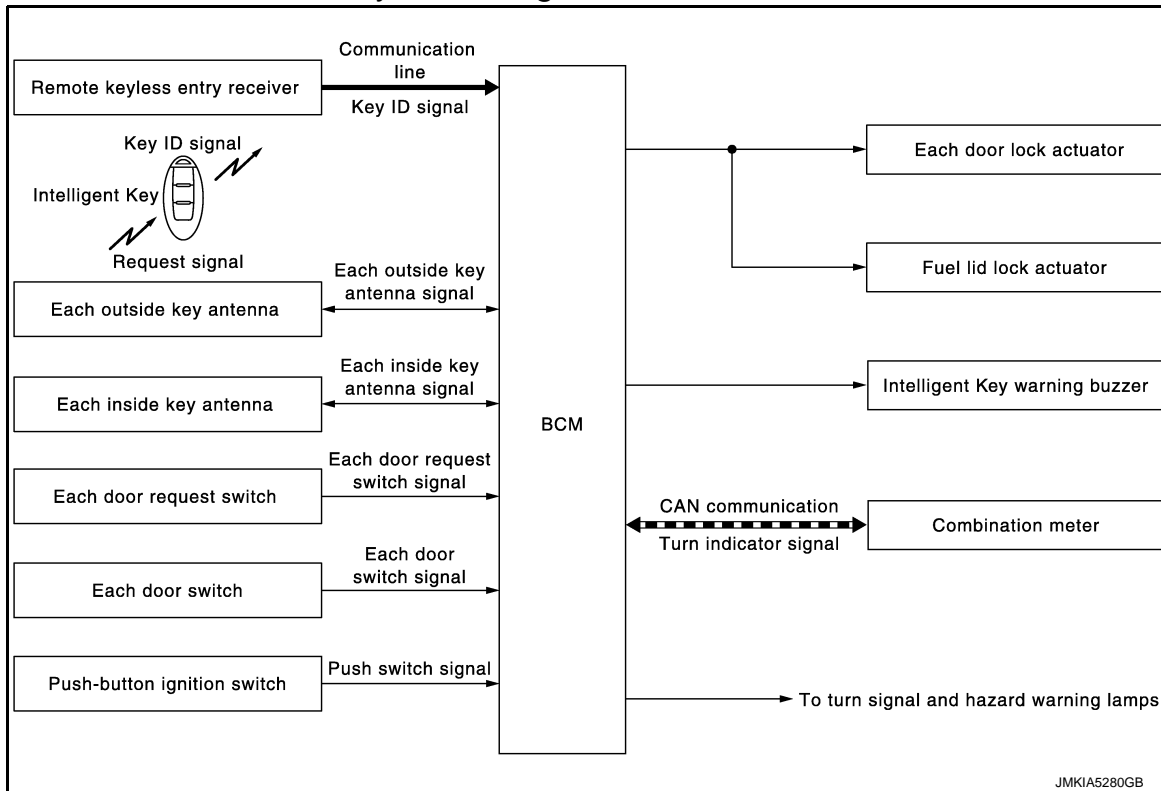 Communication
line
Remote keyless entry receiver
Key ID signal
Key ID signal
Intelligent Key
Request signal
Each outside key
antenna signal
Each outside key antenna
Each inside key
antenna signal
Each inside key antenna
Each door request
switch signal
Each door request switch
Each door
switch signal
Each door switch
Push switch signal
Push-button ignition switch
BCM
Each door lock actuator
Fuel lid lock actuator
Intelligent Key warning buzzer
CAN communication
Turn indicator signal
Combination meter
To turn signal and hazard warning lamps
JMKIA5280GB